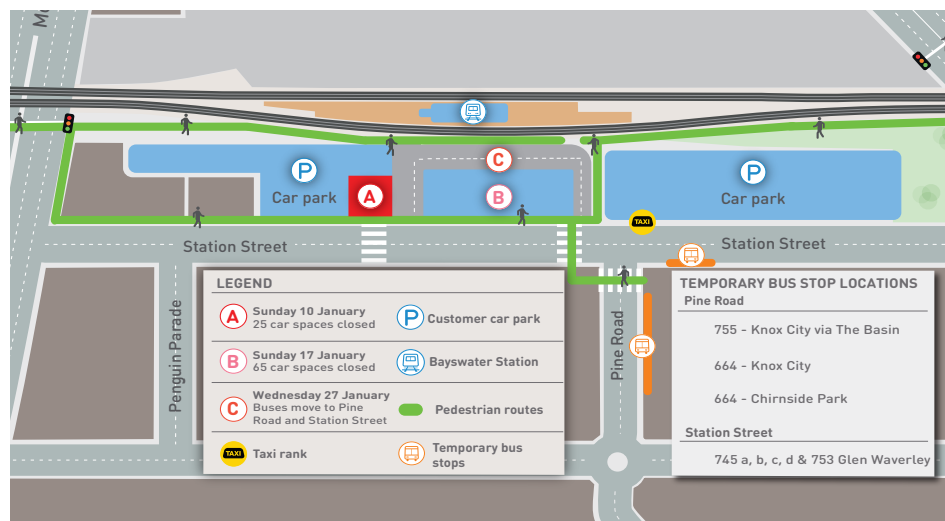 Mo
P
Car park
A
C
B
P
Car park
TAXI
Station Street
Station Street
Penguin Parade
Pine Road
LEGEND
A Sunday 10 January
25 car spaces closed
P Customer car park
B Sunday 17 January
65 car spaces closed
Bayswater Station
C Wednesday 27 January
Buses move to Pine
Road and Station Street
Pedestrian routes
TAXI Taxi rank
Temporary bus
stops
TEMPORARY BUS STOP LOCATIONS
Pine Road
755 - Knox City via The Basin
664 - Knox City
664 - Chirnside Park
Station Street
745 a, b, c, d & 753 Glen Waverley